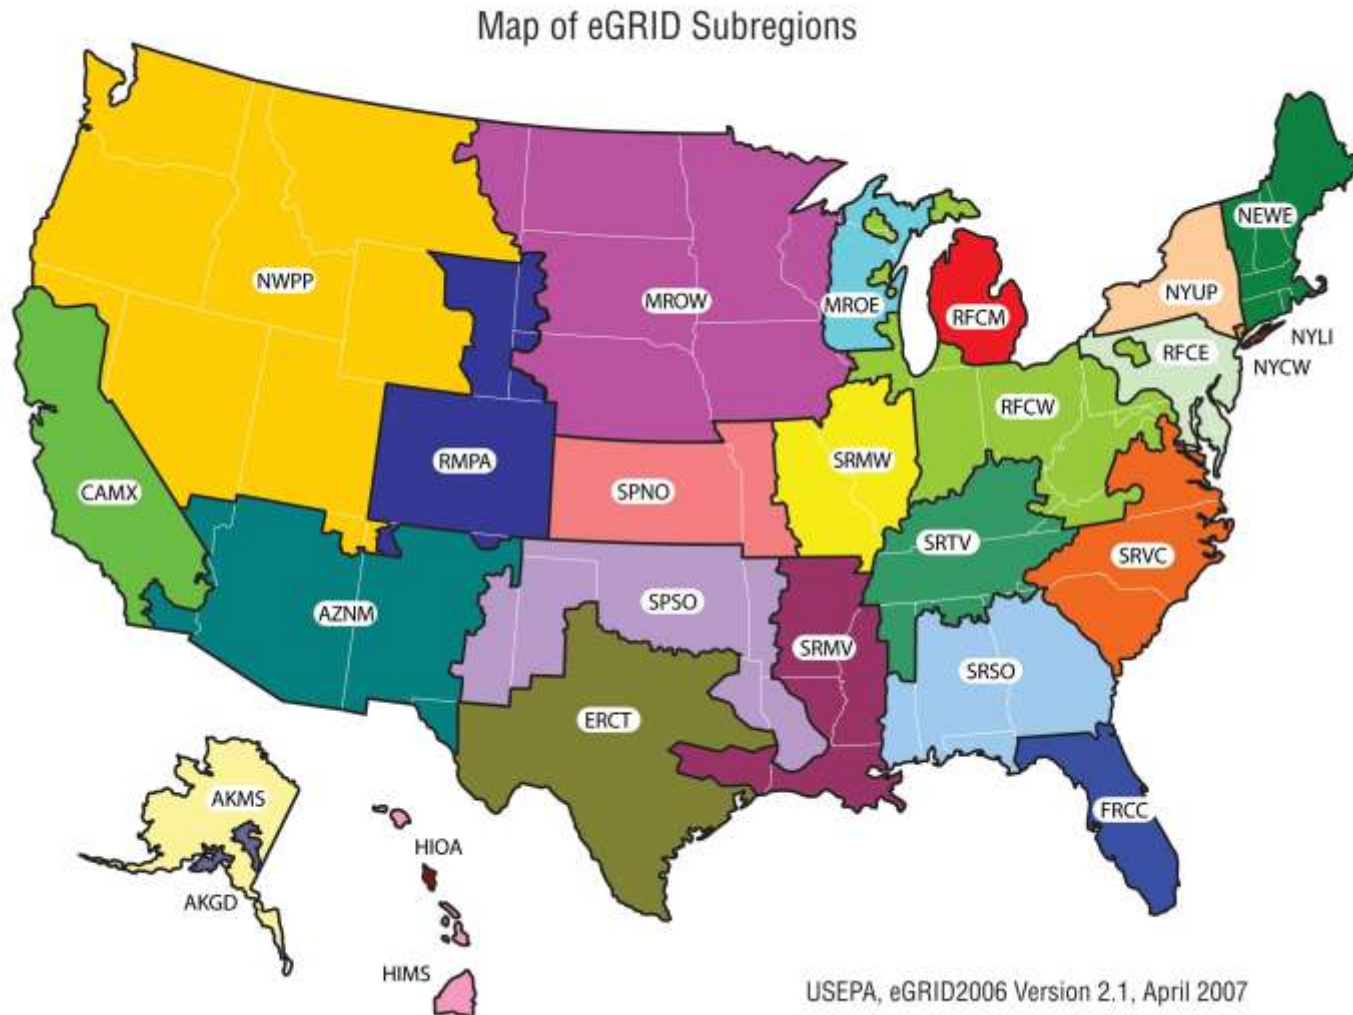 Map of eGRID Subregions
NEWE
NWPP
NYUP
MROW
MROE
RFCM
NYLI
RFCE
NYCW
RFCW
RMPA
SRMW
CAMX
SPNO
SRTV
SRVC
AZNM
SPSO
SRMV
SRSO
ERCT
AKMS
FRCC
HIOA
AKGD
HIMS
USEPA, eGRID2006 Version 2.1, April 2007